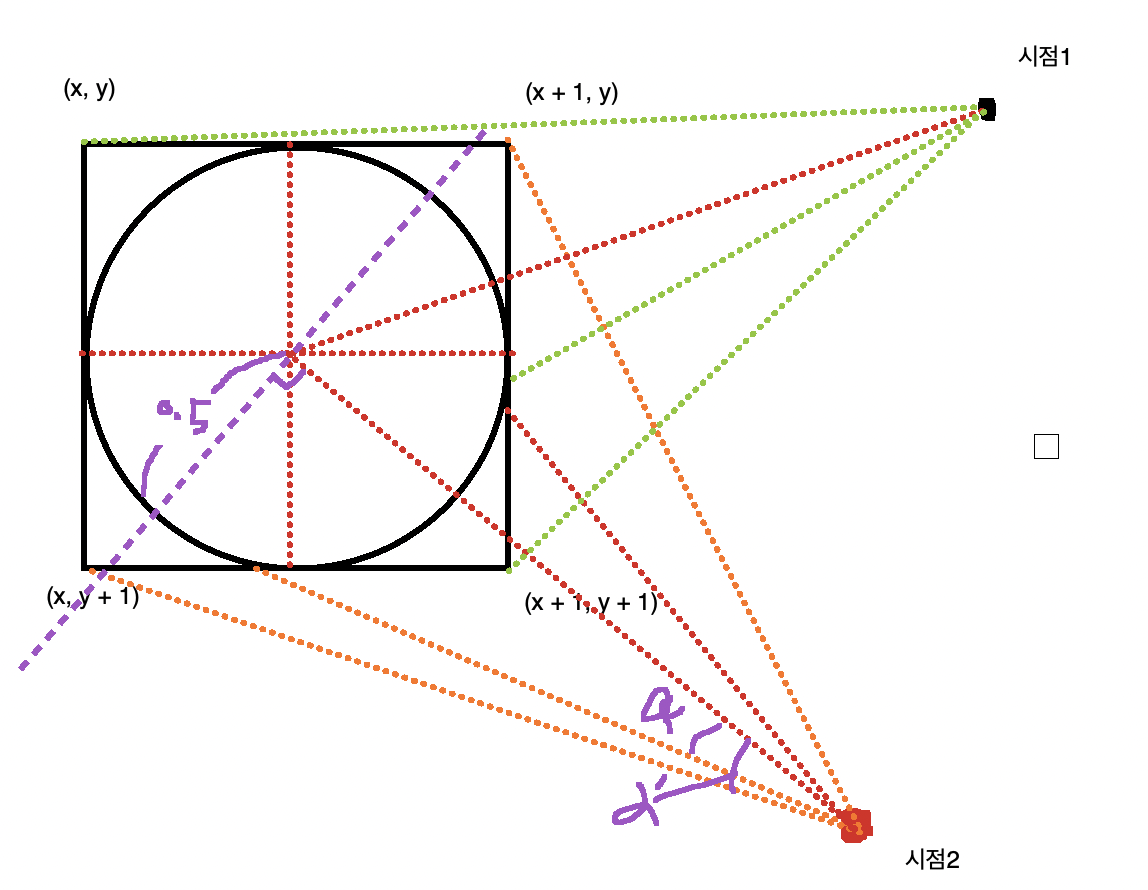 시점1
(x, y)
(x + 1, y)
0.5
(x, y + 1)
(x + 1, y + 1)
시점2